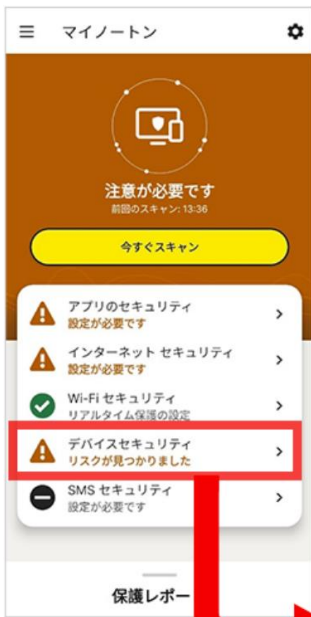 マイノートン
注意が必要です
前回のスキャン: 13:36
今すぐスキャン
アプリのセキュリティ
設定が必要です
インターネット セキュリティ
設定が必要です
Wi-Fi セキュリティ
リアルタイム保護の設定
デバイスセキュリティ
リスクが見つかりました
SMS セキュリティ
設定が必要です
保護レポー